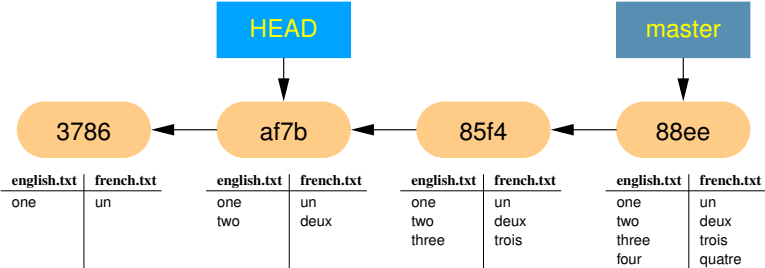 HEAD master
3786 af7b 85f4 88ee
english.txt french.txt english.txt french.txt english.txt french.txt english.txt french.txt
one un one un one un one un
two deux two deux two deux
three trois three trois
four quatre